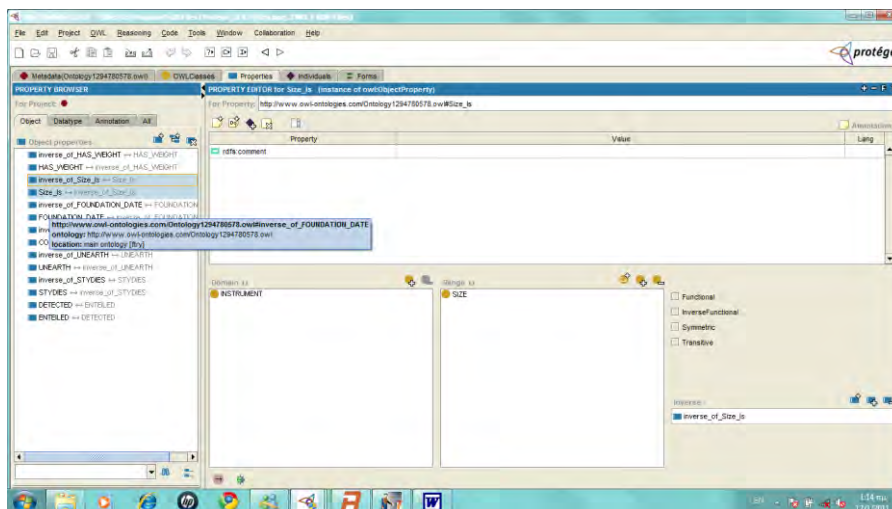 File Edit Project OWL Reasoning Code Tools Window Collaboration Help
protégé
Metadata(Ontology1294780578.owl) OWLClasses Properties Individuals Forms
PROPERTY BROWSER
For Project:
Object Datatype Annotation All
Object properties
inverse_of_HAS_WEIGHT ↔ HAS_WEIGHT
HAS_WEIGHT ↔ inverse_of_HAS_WEIGHT
inverse_of_Size_Is ↔ Size_Is
Size_Is ↔ inverse_of_Size_Is
inverse_of_FOUNDATION_DATE ↔ FOUNDATION
FOUNDATION_DATE ↔ inverse_of_FOUNDATION
inv
CO
inverse_of_UNEARTH ↔ UNEARTH
UNEARTH ↔ inverse_of_UNEARTH
inverse_of_STYDIES ↔ STYDIES
STYDIES ↔ inverse_of_STYDIES
DETECTED ↔ ENTEILED
ENTEILED ↔ DETECTED
http://www.owl-ontologies.com/Ontology1294780578.owl#inverse_of_FOUNDATION_DATE
ontology: http://www.owl-ontologies.com/Ontology1294780578.owl
location: main ontology [ftry]
PROPERTY EDITOR for Size_Is (instance of owl:ObjectProperty)
For Property: http://www.owl-ontologies.com/Ontology1294780578.owl#Size_Is
Annotations
Property Value Lang
rdfs:comment
Domain
INSTRUMENT
Range
SIZE
Functional
InverseFunctional
Symmetric
Transitive
Inverse
inverse_of_Size_Is
EN